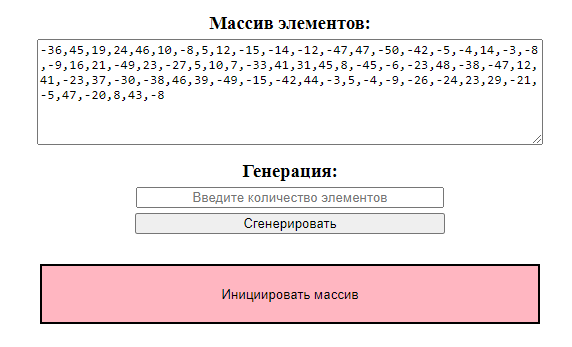 Массив элементов:
-36,45,19,24,46,10,-8,5,12,-15,-14,-12,-47,47,-50,-42,-5,-4,14,-3,-8
,-9,16,21,-49,23,-27,5,10,7,-33,41,31,45,8,-45,-6,-23,48,-38,-47,12,
41,-23,37,-30,-38,46,39,-49,-15,-42,44,-3,5,-4,-9,-26,-24,23,29,-21,
-5,47,-20,8,43,-8
Генерация:
Введите количество элементов
Сгенерировать
Инициировать массив